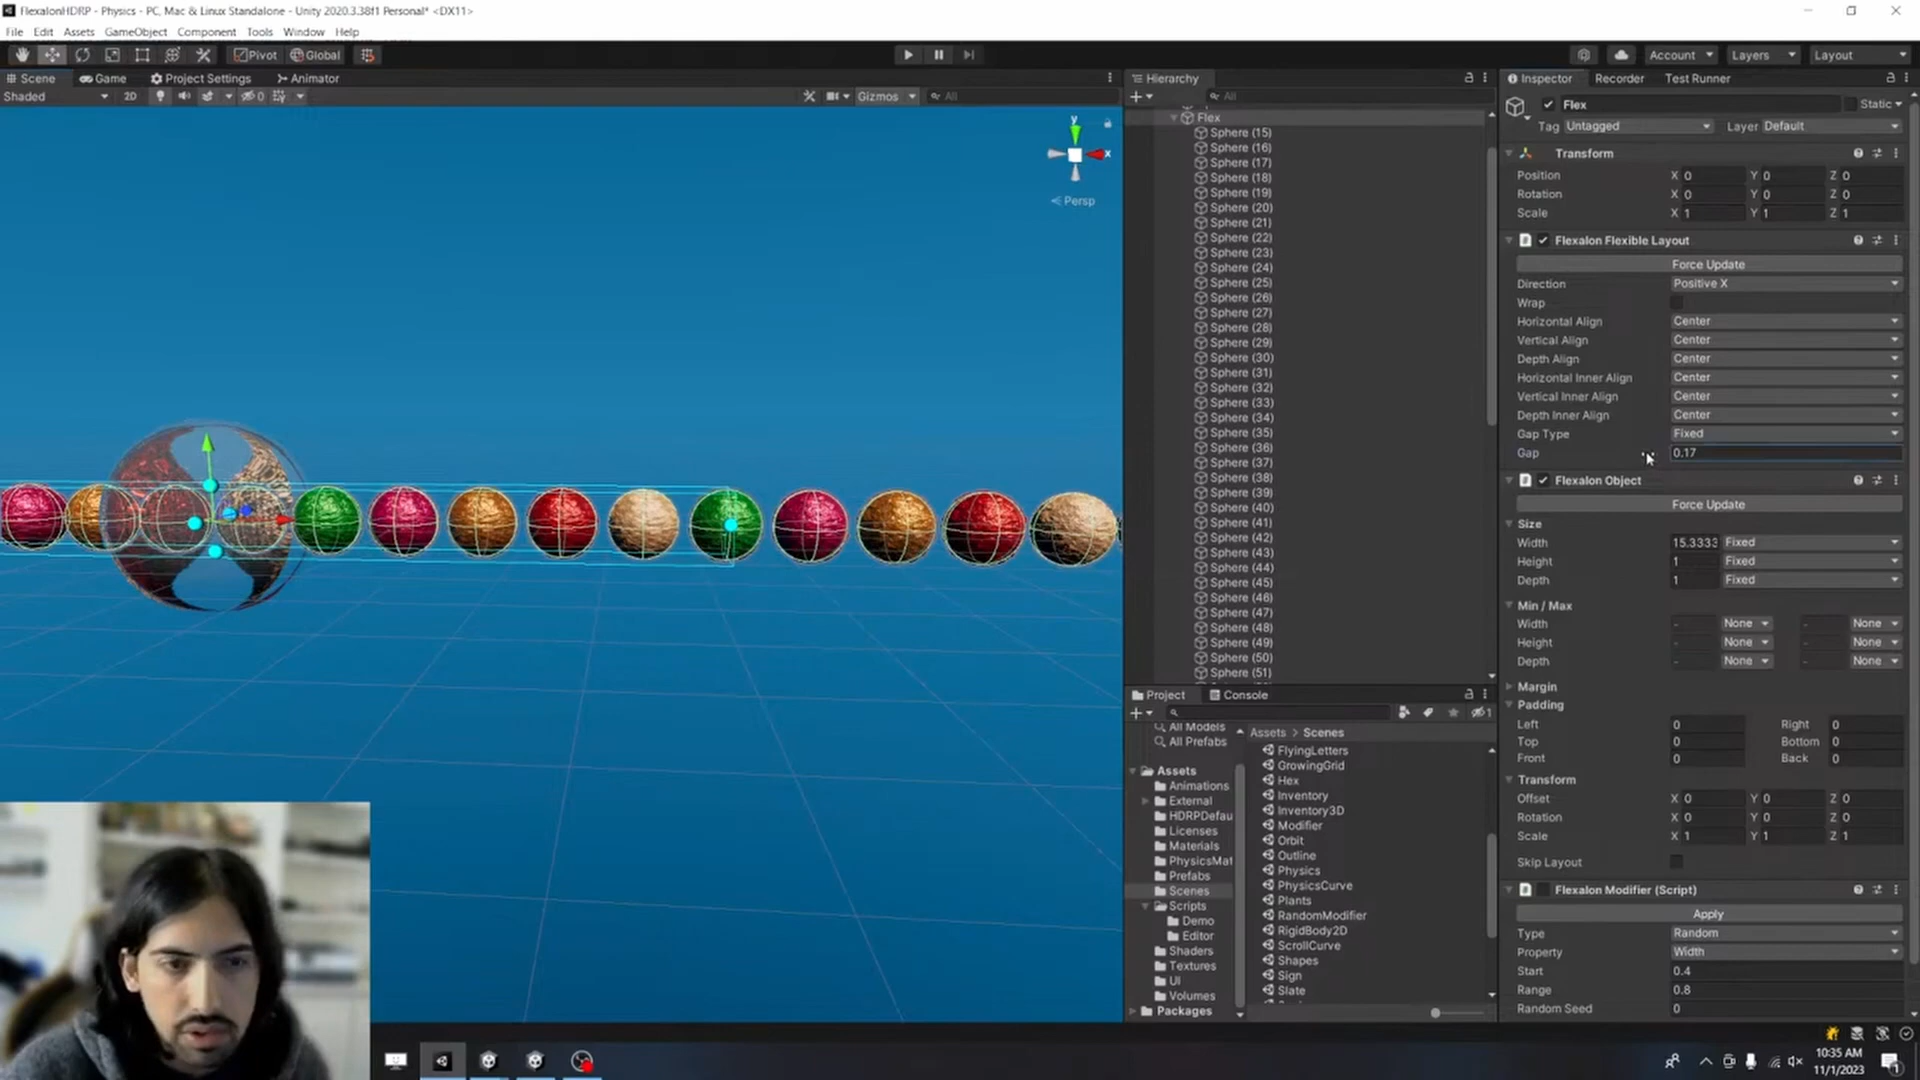 FlexalonHDRP - Physics - PC, Mac & Linux Standalone - Unity 2020.3.38f1 Personal* <DX11>
File Edit Assets GameObject Component Tools Window Help
Pivot Global Account Layers Layout
Scene Game Project Settings Animator
Shaded 2D 0 Gizmos All
y
x
Persp
Hierarchy
All
Flex
Sphere (15)
Sphere (16)
Sphere (17)
Sphere (18)
Sphere (19)
Sphere (20)
Sphere (21)
Sphere (22)
Sphere (23)
Sphere (24)
Sphere (25)
Sphere (26)
Sphere (27)
Sphere (28)
Sphere (29)
Sphere (30)
Sphere (31)
Sphere (32)
Sphere (33)
Sphere (34)
Sphere (35)
Sphere (36)
Sphere (37)
Sphere (38)
Sphere (39)
Sphere (40)
Sphere (41)
Sphere (42)
Sphere (43)
Sphere (44)
Sphere (45)
Sphere (46)
Sphere (47)
Sphere (48)
Sphere (49)
Sphere (50)
Sphere (51)
Project Console
1
All Models
All Prefabs
Assets
Animations
External
HDRPDefau
Licenses
Materials
PhysicsMat
Prefabs
Scenes
Scripts
Demo
Editor
Shaders
Textures
UI
Volumes
Packages
Assets > Scenes
FlyingLetters
GrowingGrid
Hex
Inventory
Inventory3D
Modifier
Orbit
Outline
Physics
PhysicsCurve
Plants
RandomModifier
RigidBody2D
ScrollCurve
Shapes
Sign
Slate
Inspector Recorder Test Runner
Flex Static
Tag Untagged Layer Default
Transform
Position X 0 Y 0 Z 0
Rotation X 0 Y 0 Z 0
Scale X 1 Y 1 Z 1
Flexalon Flexible Layout
Force Update
Direction Positive X
Wrap
Horizontal Align Center
Vertical Align Center
Depth Align Center
Horizontal Inner Align Center
Vertical Inner Align Center
Depth Inner Align Center
Gap Type Fixed
Gap 0.17
Flexalon Object
Force Update
Size
Width 15.3333 Fixed
Height 1 Fixed
Depth 1 Fixed
Min / Max
Width - None - None
Height - None - None
Depth - None - None
Margin
Padding
Left 0 Right 0
Top 0 Bottom 0
Front 0 Back 0
Transform
Offset X 0 Y 0 Z 0
Rotation X 0 Y 0 Z 0
Scale X 1 Y 1 Z 1
Skip Layout
Flexalon Modifier (Script)
Apply
Type Random
Property Width
Start 0.4
Range 0.8
Random Seed 0
10:35 AM
11/1/2023
1